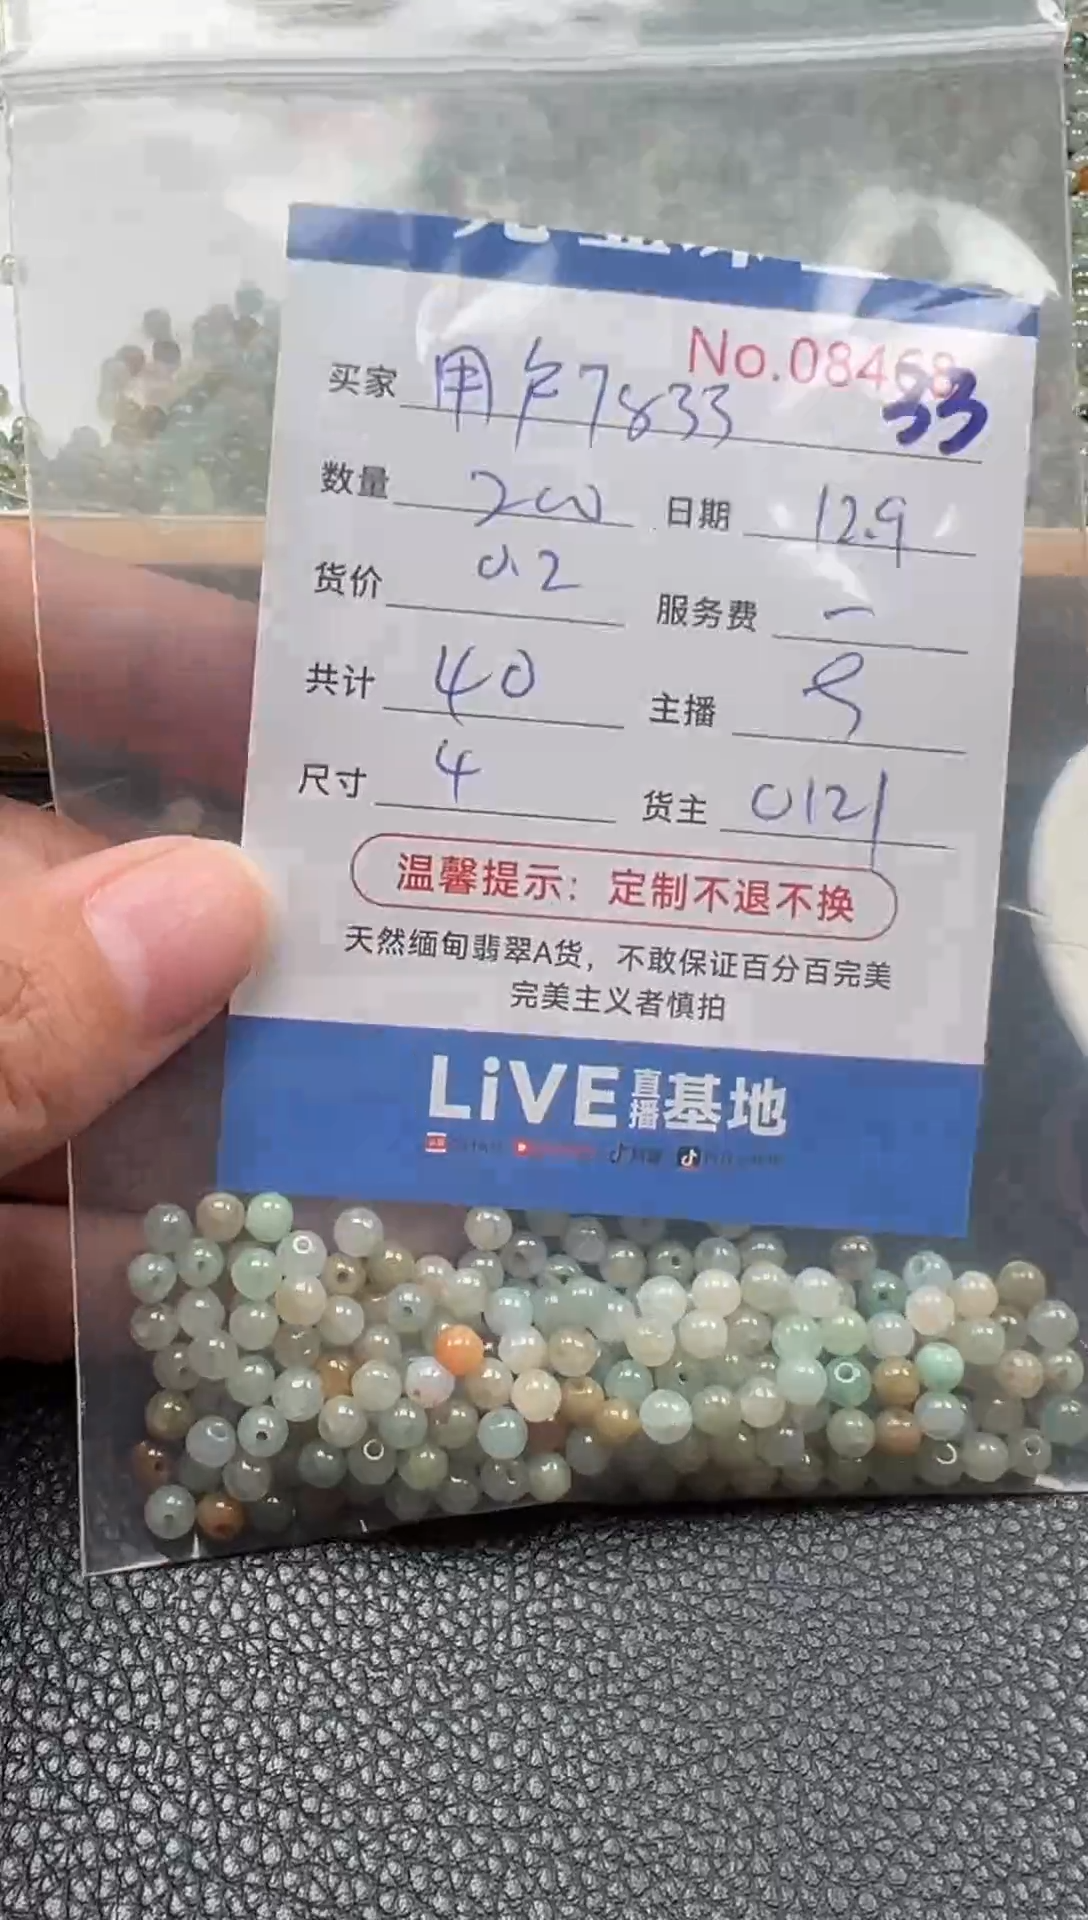 No.08468
33
买家 用户7833
数量 200 日期 12.9
货价 0.2 服务费 一
共计 40 主播
尺寸 4 货主 0121
温馨提示：定制不退不换
天然缅甸翡翠A货，不敢保证百分百完美
完美主义者慎拍
LiVE直播基地